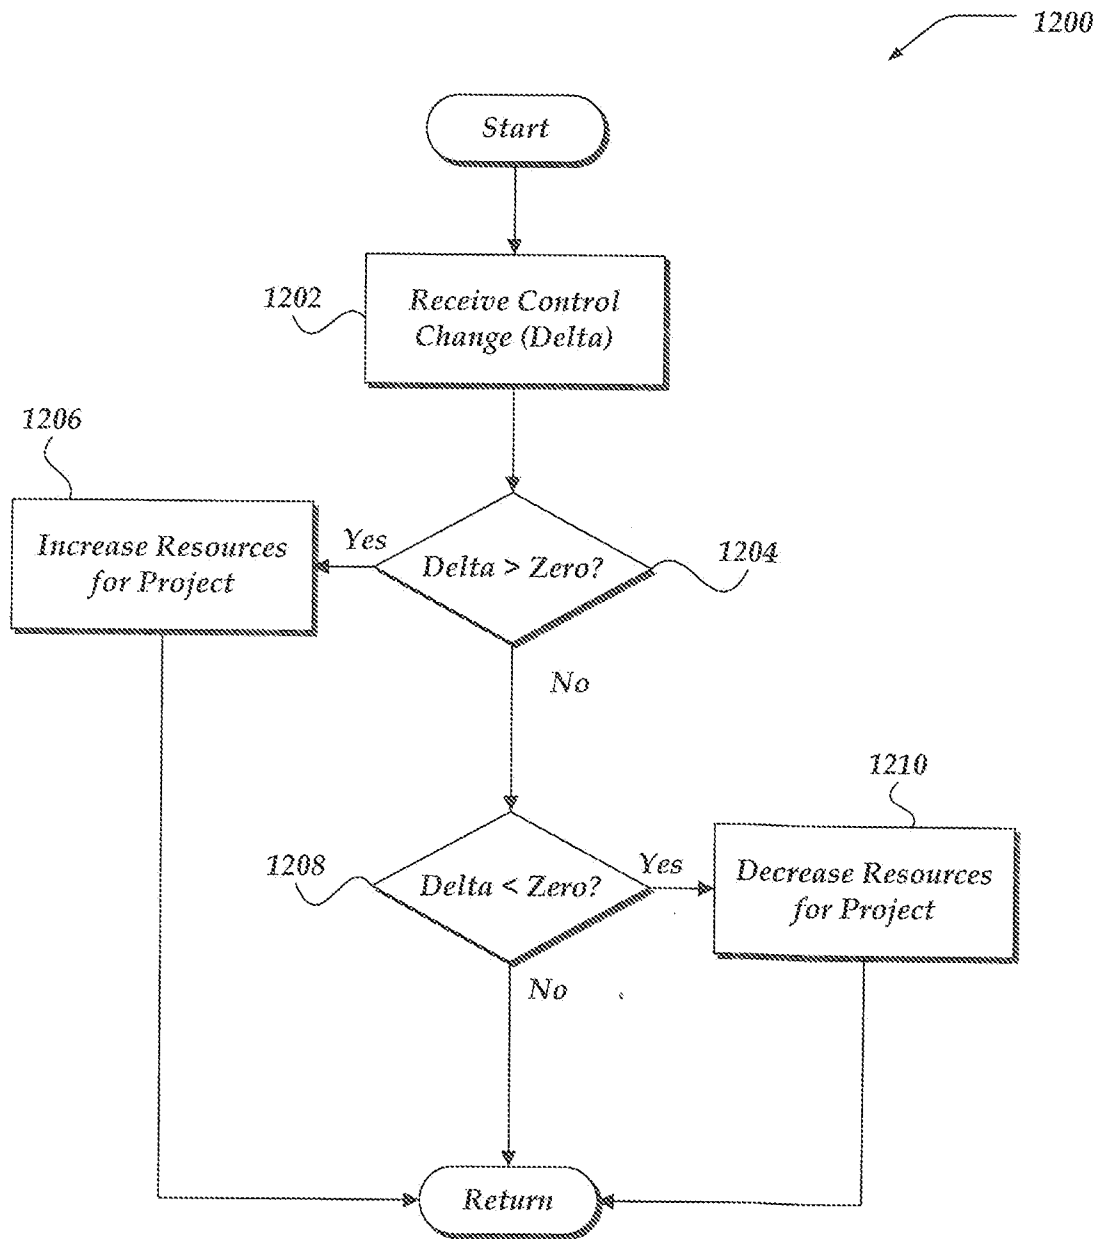 1200
Start
1202
Receive Control
Change (Delta)
1206
Increase Resources
for Project
Yes
Delta > Zero?
1204
No
1210
1208
Delta < Zero?
Yes
Decrease Resources
for Project
No
Return